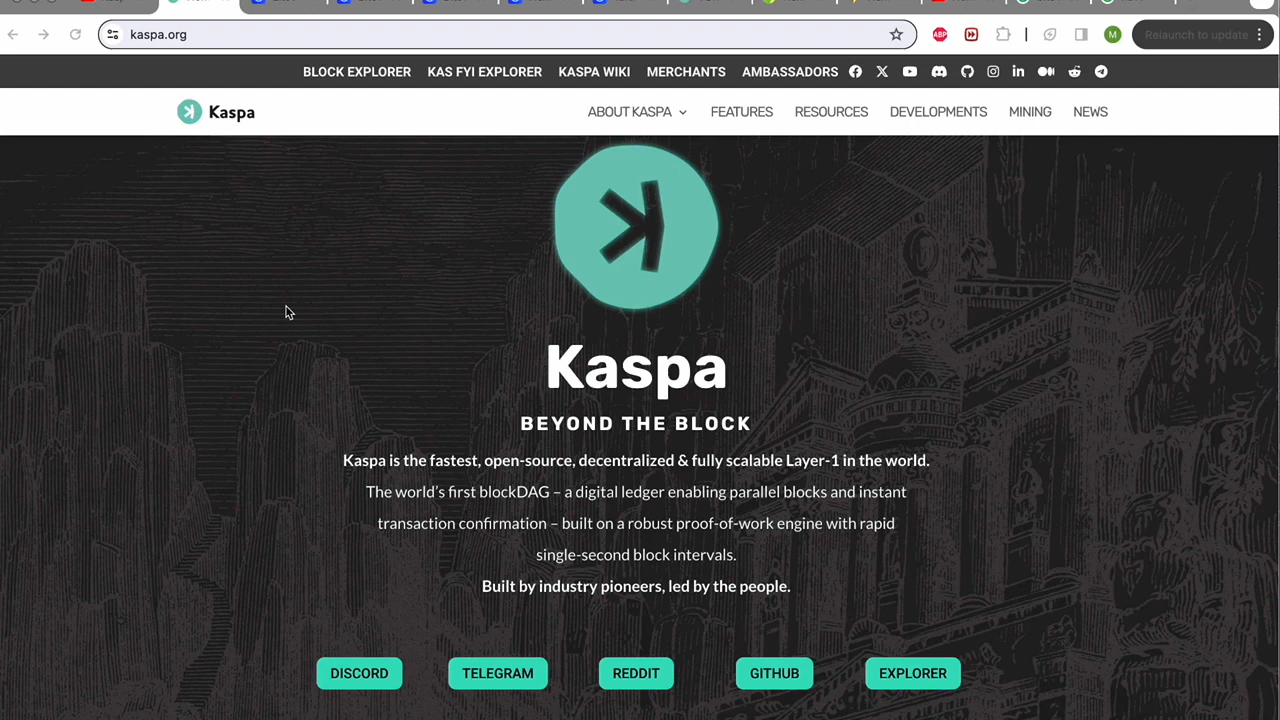 kaspa.org
ABP
M
Relaunch to update
BLOCK EXPLORER KAS FYI EXPLORER KASPA WIKI MERCHANTS AMBASSADORS
Kaspa
ABOUT KASPA FEATURES RESOURCES DEVELOPMENTS MINING NEWS
Kaspa
BEYOND THE BLOCK
Kaspa is the fastest, open-source, decentralized & fully scalable Layer-1 in the world.
The world's first blockDAG – a digital ledger enabling parallel blocks and instant
transaction confirmation – built on a robust proof-of-work engine with rapid
single-second block intervals.
Built by industry pioneers, led by the people.
DISCORD TELEGRAM REDDIT GITHUB EXPLORER